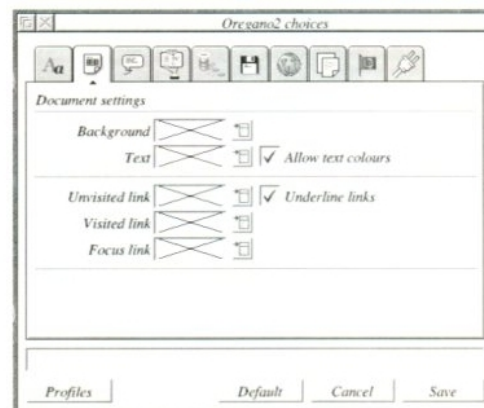 Oregano2 choices
Aa
Document settings
Background
Text
Allow text colours
Unvisited link
Underline links
Visited link
Focus link
Profiles
Default
Cancel
Save